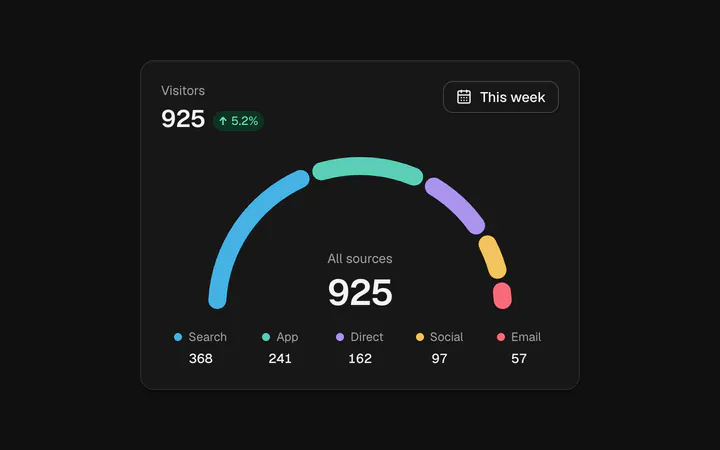 Visitors
925 ↑ 5.2%
This week
All sources
925
Search App Direct Social Email
368 241 162 97 57